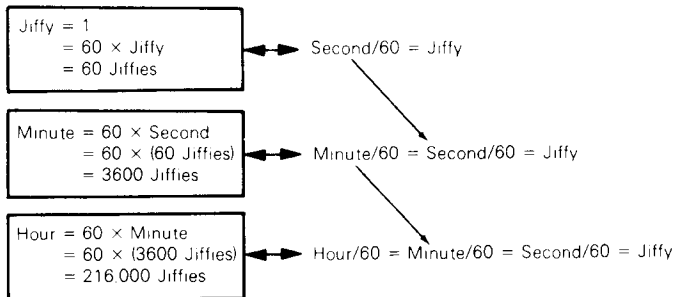 Jiffy = 1
= 60 × Jiffy
= 60 Jiffies
Second/60 = Jiffy
Minute = 60 × Second
= 60 × (60 Jiffies)
= 3600 Jiffies
Minute/60 = Second/60 = Jiffy
Hour = 60 × Minute
= 60 × (3600 Jiffies)
= 216,000 Jiffies
Hour/60 = Minute/60 = Second/60 = Jiffy